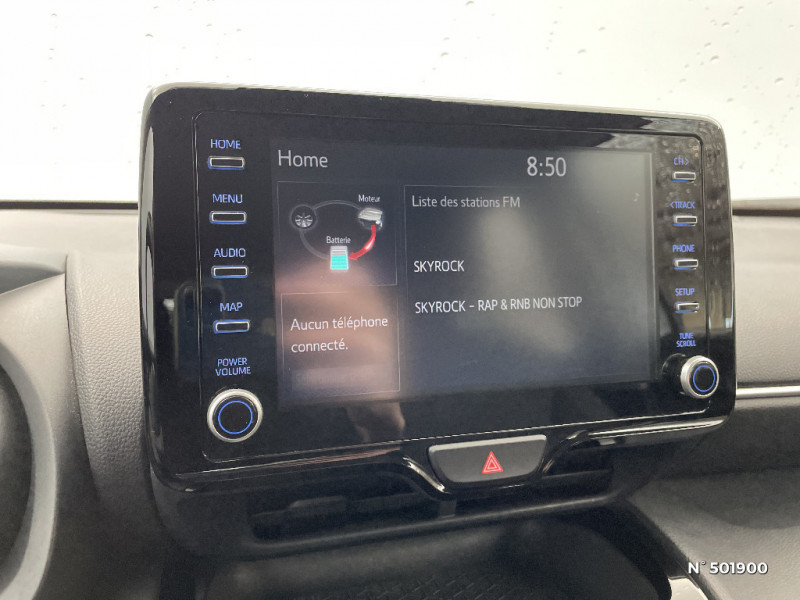 HOME
MENU
AUDIO
MAP
POWER
VOLUME
Home
8:50
Moteur
Batterie
Aucun téléphone
connecté.
Liste des stations FM
SKYROCK
SKYROCK - RAP & RNB NON STOP
TRACK
PHONE
SETUP
TUNE
SCROLL
N° 501900